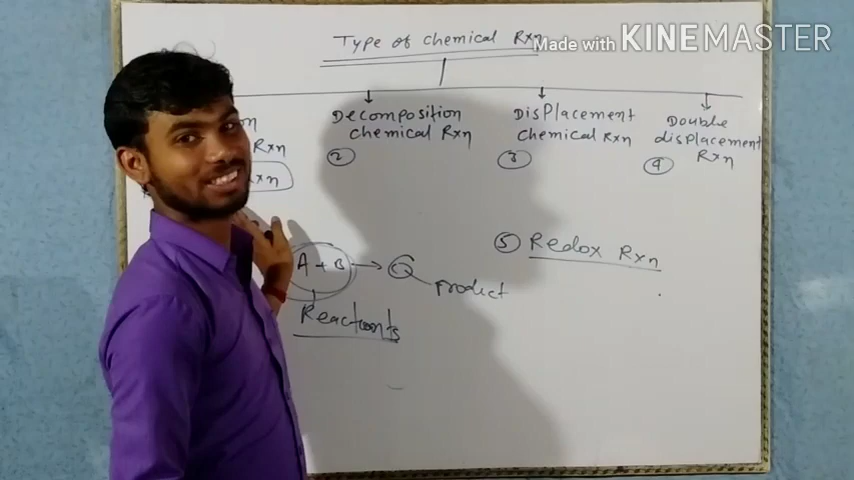 Type of chemical Rxn
Made with KINEMASTER
on
Rxn
Rxn
Decomposition
chemical Rxn
2
Displacement
chemical Rxn
3
Double
displacement
Rxn
4
A + B → C
product
Reactants
5 Redox Rxn